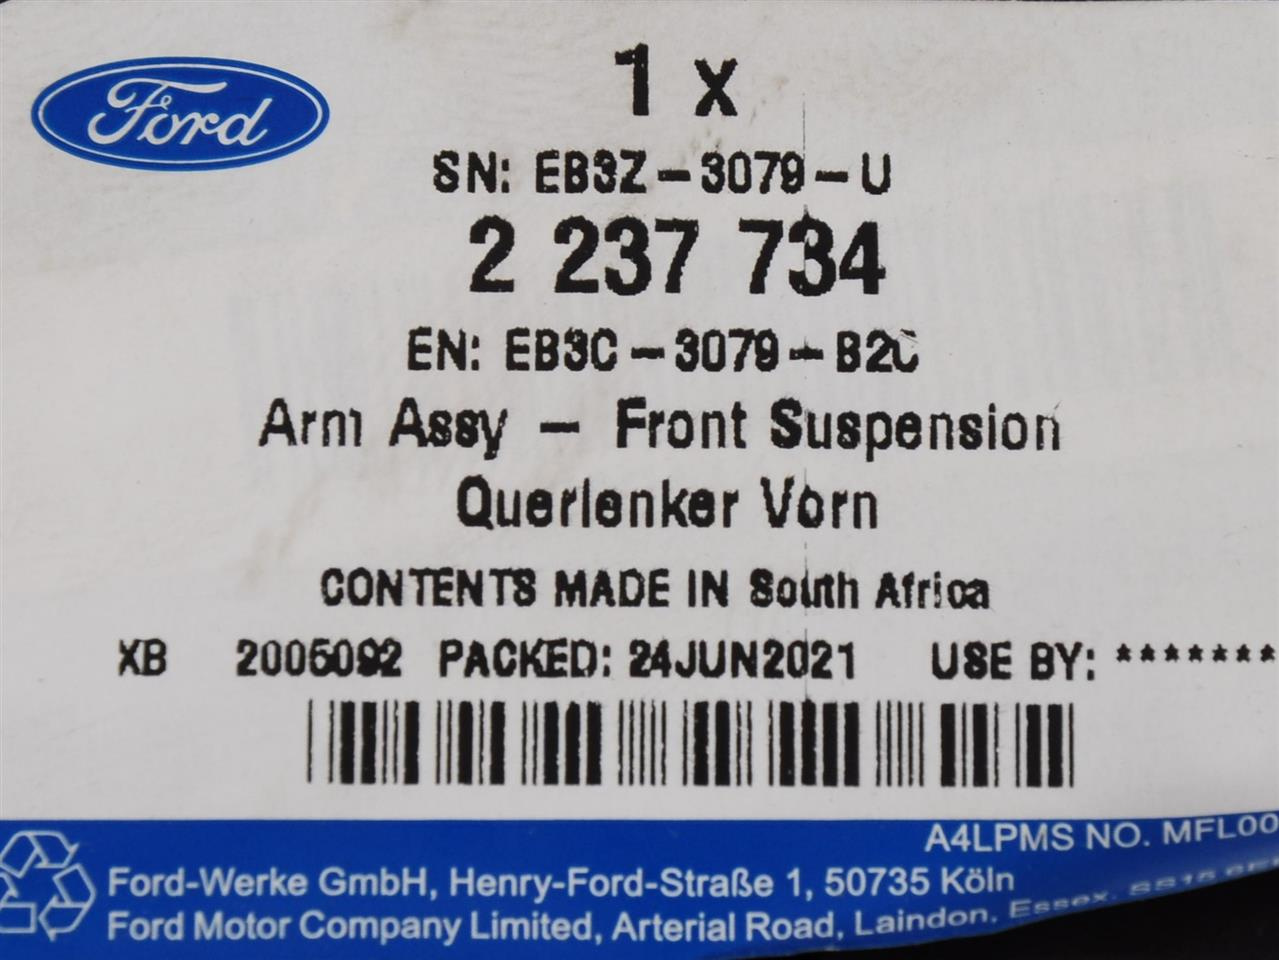 Ford
1 x
SN: EB3Z-3079-U
2 237 734
EN: EB3C-3079-B2C
Arm Assy - Front Suspension
Querlenker Vorn
CONTENTS MADE IN South Africa
XB 2005092 PACKED: 24JUN2021 USE BY: *******
A4LPMS NO. MFL00
Ford-Werke GmbH, Henry-Ford-Straße 1, 50735 Köln
Ford Motor Company Limited, Arterial Road, Laindon, Essex, SS15